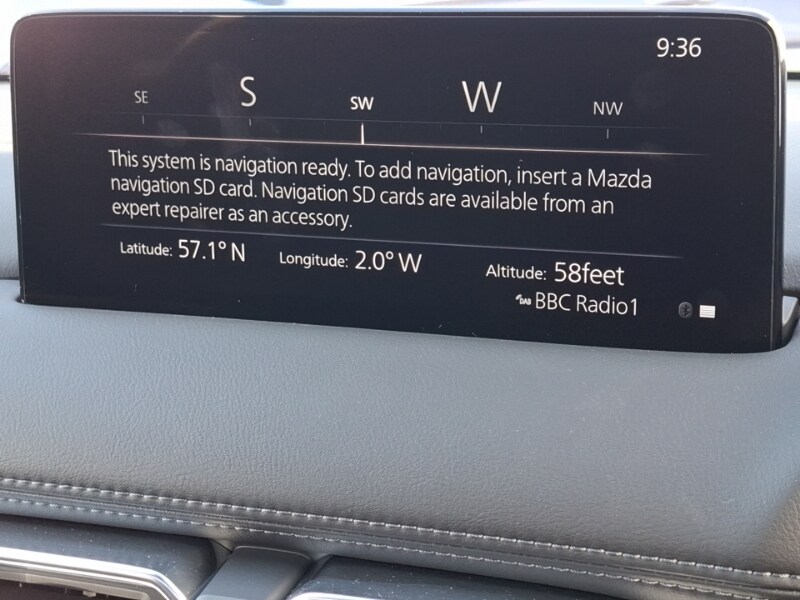 9:36
SE S SW W NW
This system is navigation ready. To add navigation, insert a Mazda
navigation SD card. Navigation SD cards are available from an
expert repairer as an accessory.
Latitude: 57.1° N Longitude: 2.0° W Altitude: 58feet
DAB BBC Radio1